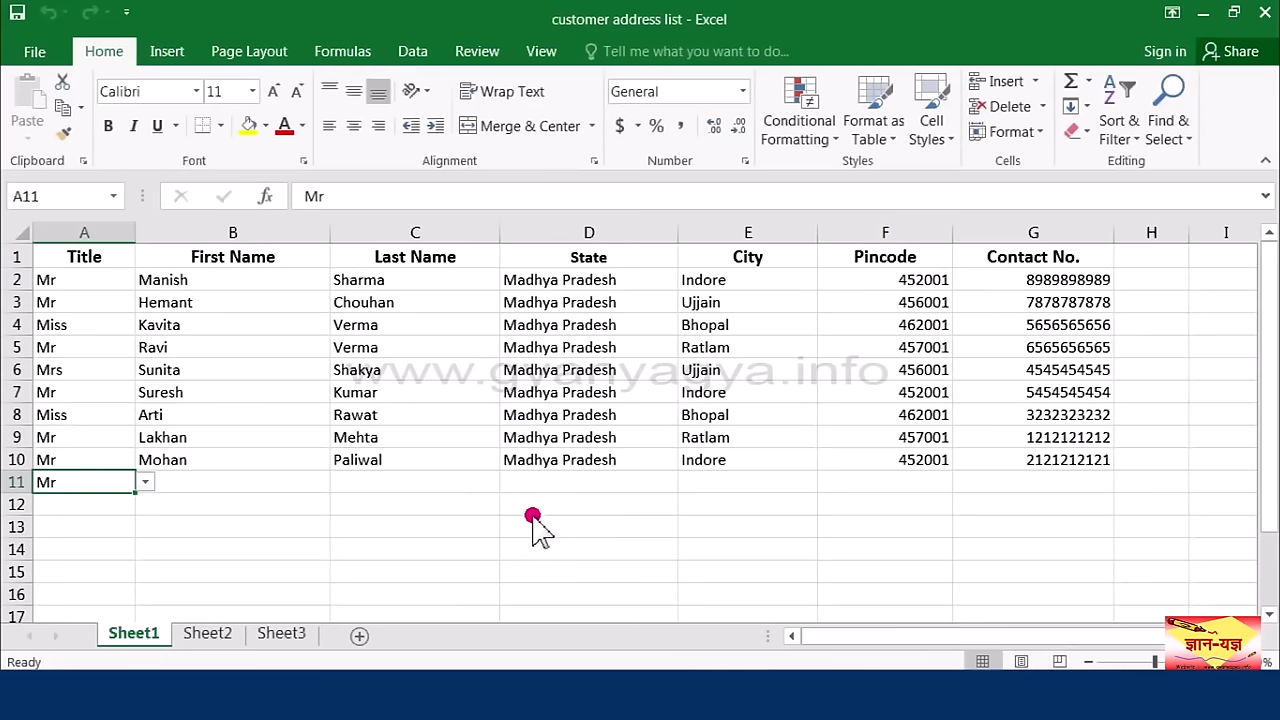 customer address list - Excel
File Home Insert Page Layout Formulas Data Review View Tell me what you want to do... Sign in Share
Calibri 11 Wrap Text General Conditional Formatting Format as Table Cell Styles Insert Delete Format Sort & Filter Find & Select
Paste B I U Merge & Center $ % ,
Clipboard Font Alignment Number Styles Cells Editing
A11 fx Mr
A B C D E F G H I
1 Title First Name Last Name State City Pincode Contact No.
2 Mr Manish Sharma Madhya Pradesh Indore 452001 8989898989
3 Mr Hemant Chouhan Madhya Pradesh Ujjain 456001 7878787878
4 Miss Kavita Verma Madhya Pradesh Bhopal 462001 5656565656
5 Mr Ravi Verma Madhya Pradesh Ratlam 457001 6565656565
www.gyanyagya.info
6 Mrs Sunita Shakya Madhya Pradesh Ujjain 456001 4545454545
7 Mr Suresh Kumar Madhya Pradesh Indore 452001 5454545454
8 Miss Arti Rawat Madhya Pradesh Bhopal 462001 3232323232
9 Mr Lakhan Mehta Madhya Pradesh Ratlam 457001 1212121212
10 Mr Mohan Paliwal Madhya Pradesh Indore 452001 2121212121
11 Mr
12
13
14
15
16
17
Sheet1 Sheet2 Sheet3
ज्ञान-यज्ञ
Ready %